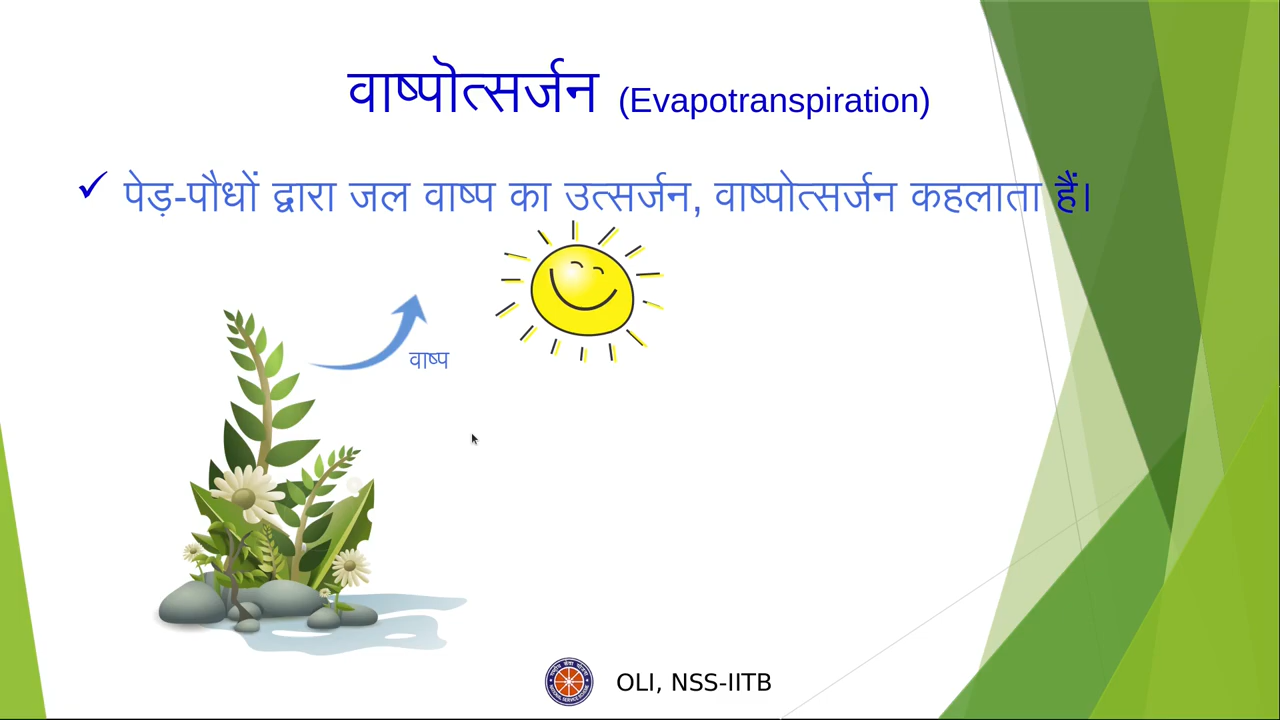 वाष्पॊत्सर्जन (Evapotranspiration)
✓ पेड़-पौधों द्वारा जल वाष्प का उत्सर्जन, वाष्पोत्सर्जन कहलाता हैं।
वाष्प
OLI, NSS-IITB